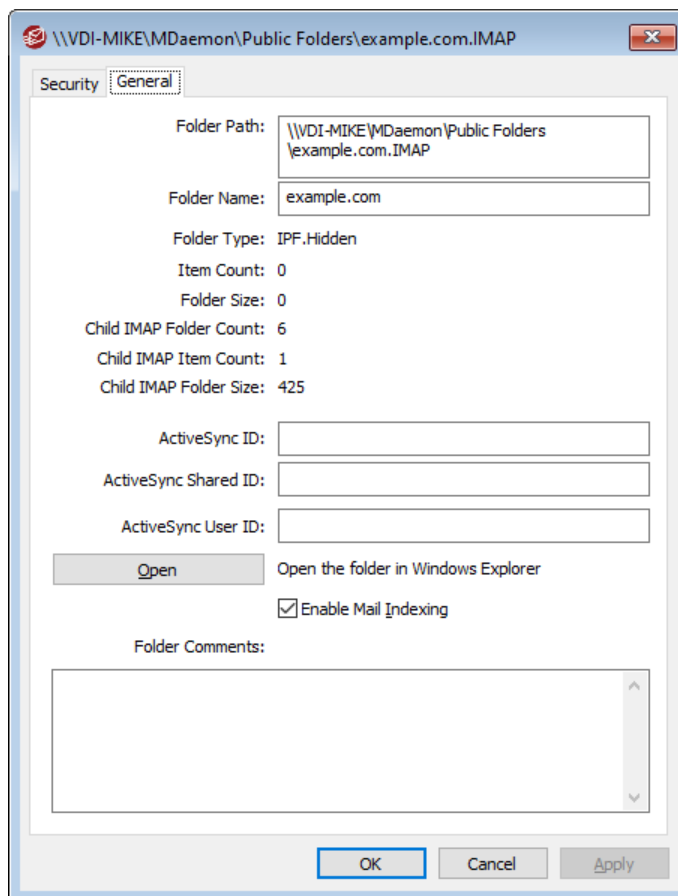 \\VDI-MIKE\MDaemon\Public Folders\example.com.IMAP
Security General
Folder Path: \\VDI-MIKE\MDaemon\Public Folders
\example.com.IMAP
Folder Name: example.com
Folder Type: IPF.Hidden
Item Count: 0
Folder Size: 0
Child IMAP Folder Count: 6
Child IMAP Item Count: 1
Child IMAP Folder Size: 425
ActiveSync ID:
ActiveSync Shared ID:
ActiveSync User ID:
Open Open the folder in Windows Explorer
Enable Mail Indexing
Folder Comments:
OK Cancel Apply